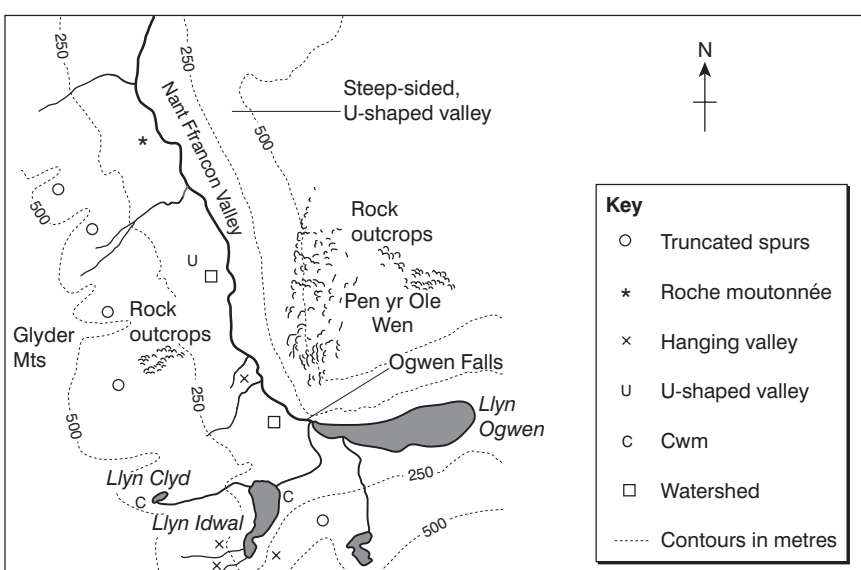 250
250
Nant Ffrancon Valley
Steep-sided,
U-shaped valley
N
500
500
Rock
outcrops
U
Pen yr Ole
Wen
Glyder
Mts
Rock
outcrops
Ogwen Falls
250
500
Llyn
Ogwen
Llyn Clyd
C
Llyn Idwal
C
250
500
Key
Truncated spurs
* Roche moutonnée
× Hanging valley
U U-shaped valley
C Cwm
Watershed
Contours in metres